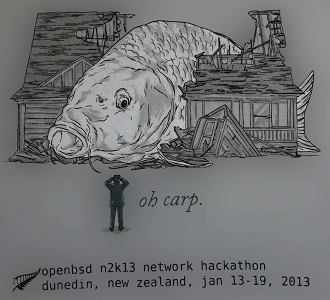 oh carp.
openbsd n2k13 network hackathon
dunedin, new zealand, jan 13-19, 2013